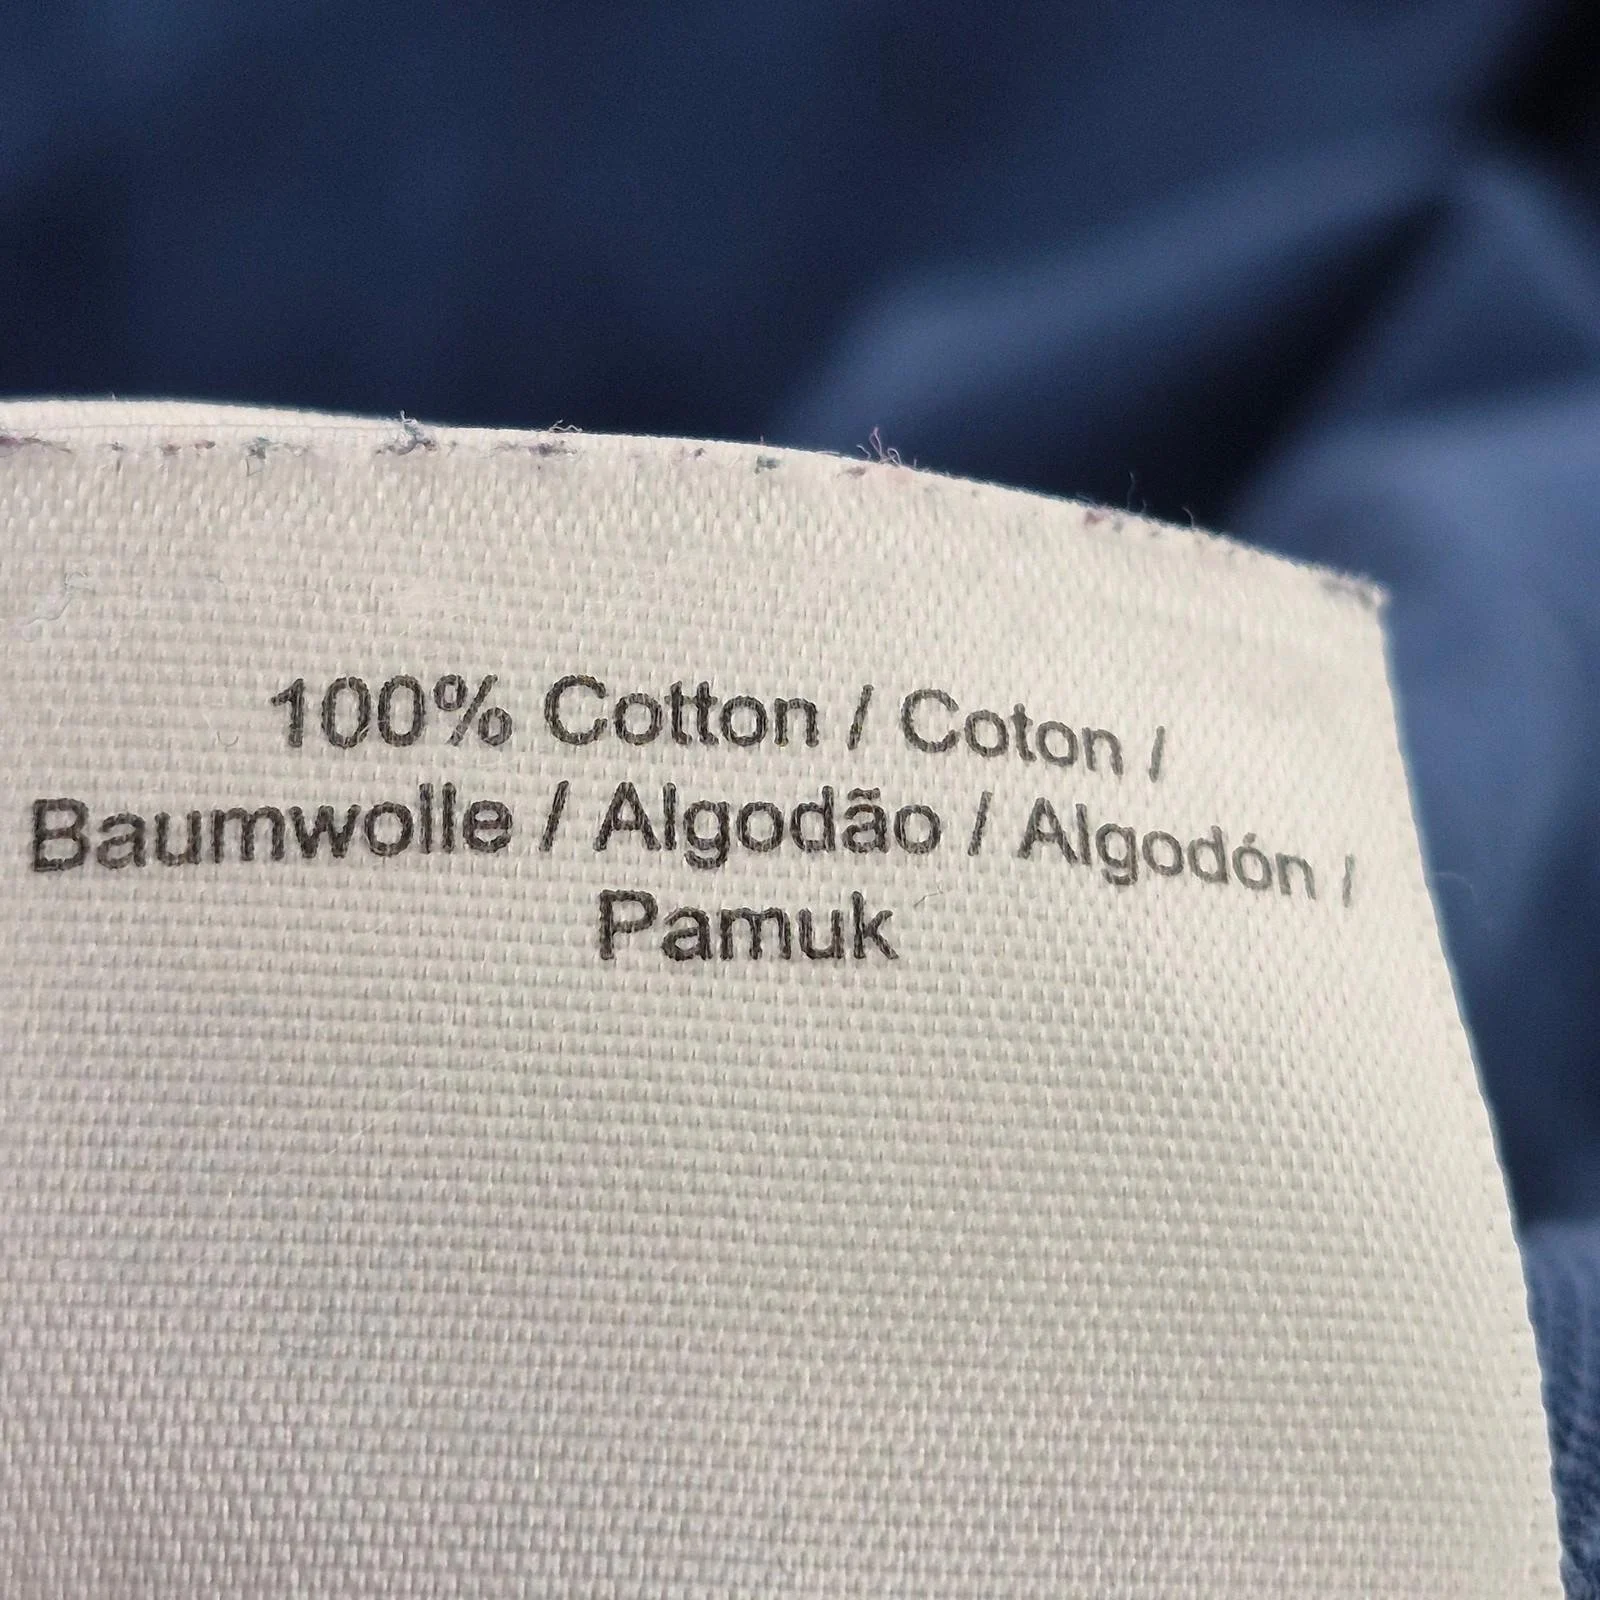 100% Cotton / Coton /
Baumwolle / Algodão / Algodón /
Pamuk